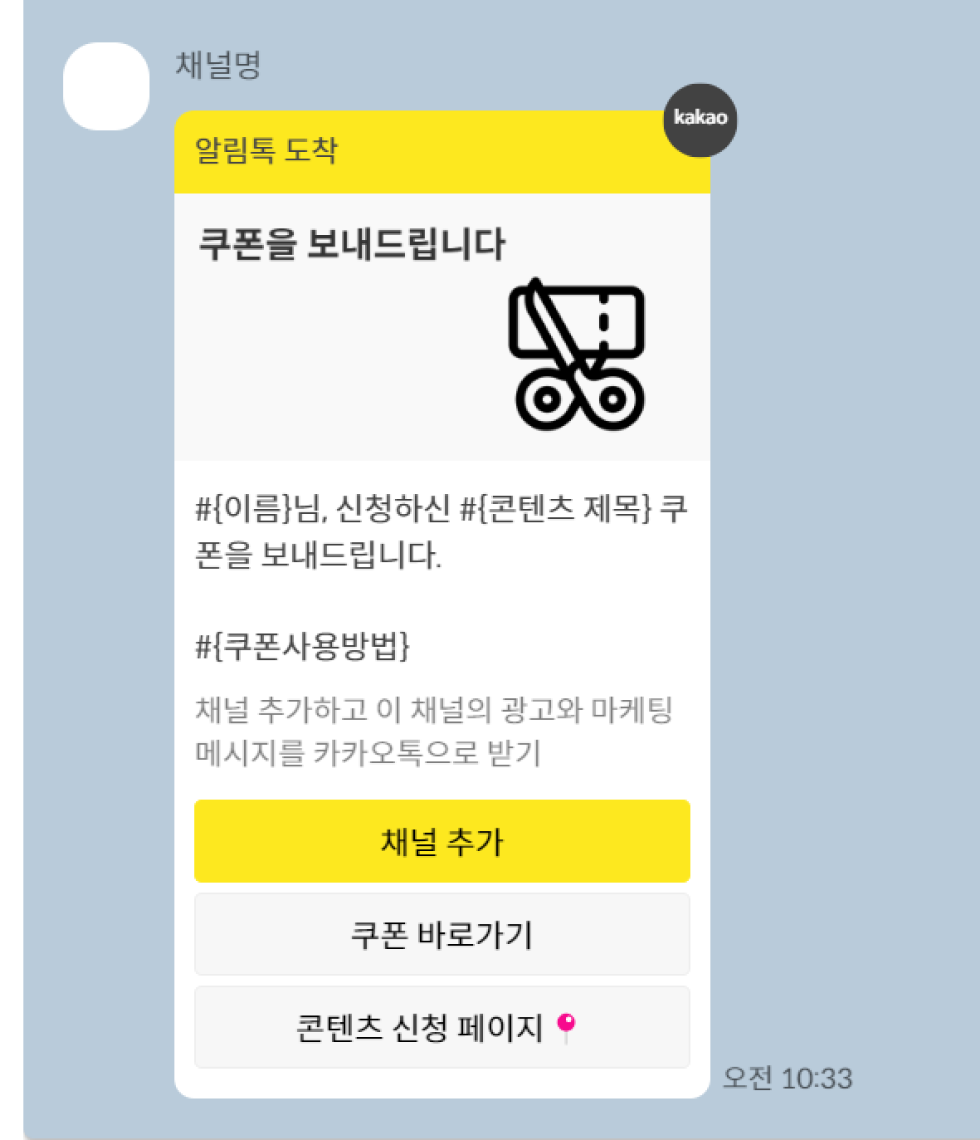 채널명
kakao
알림톡 도착
쿠폰을 보내드립니다
#{이름}님, 신청하신 #{콘텐츠 제목} 쿠
폰을 보내드립니다.
#{쿠폰사용방법}
채널 추가하고 이 채널의 광고와 마케팅
메시지를 카카오톡으로 받기
채널 추가
쿠폰 바로가기
콘텐츠 신청 페이지
오전 10:33